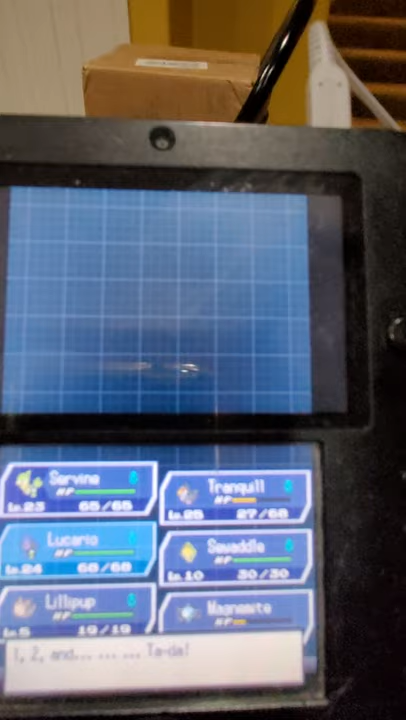 Servine
HP
Lv.23 65/65
Tranquill
HP
Lv.25 27/68
Lucario
HP
Lv.24 68/68
Sewaddle
HP
Lv.10 30/30
Lillipup
HP
Lv.5 19/19
Magnemite
HP
1, 2, and... ... ... Ta-da!